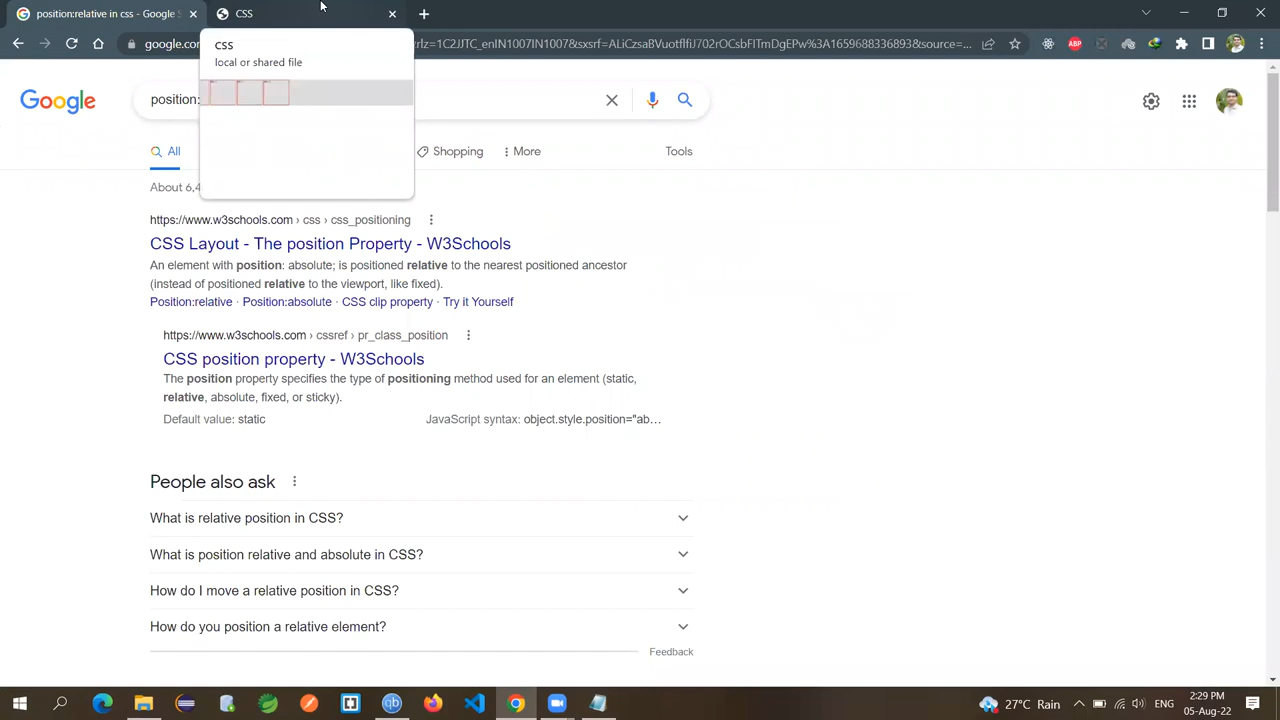 position:relative in css - Google S
CSS
google.co
rlz=1C2JJTC_enIN1007IN1007&sxsrf=ALiCzsaBVuotflfiJ702rOCsbFITmDgEPw%3A1659688336893&source=...
CSS
local or shared file
Google
position:
All
Shopping
More
Tools
About 6,4
https://www.w3schools.com › css › css_positioning
CSS Layout - The position Property - W3Schools
An element with position: absolute; is positioned relative to the nearest positioned ancestor
(instead of positioned relative to the viewport, like fixed).
Position:relative · Position:absolute · CSS clip property · Try it Yourself
https://www.w3schools.com › cssref › pr_class_position
CSS position property - W3Schools
The position property specifies the type of positioning method used for an element (static,
relative, absolute, fixed, or sticky).
Default value: static JavaScript syntax: object.style.position="ab...
People also ask
What is relative position in CSS?
What is position relative and absolute in CSS?
How do I move a relative position in CSS?
How do you position a relative element?
Feedback
27°C Rain
ENG
2:29 PM
05-Aug-22